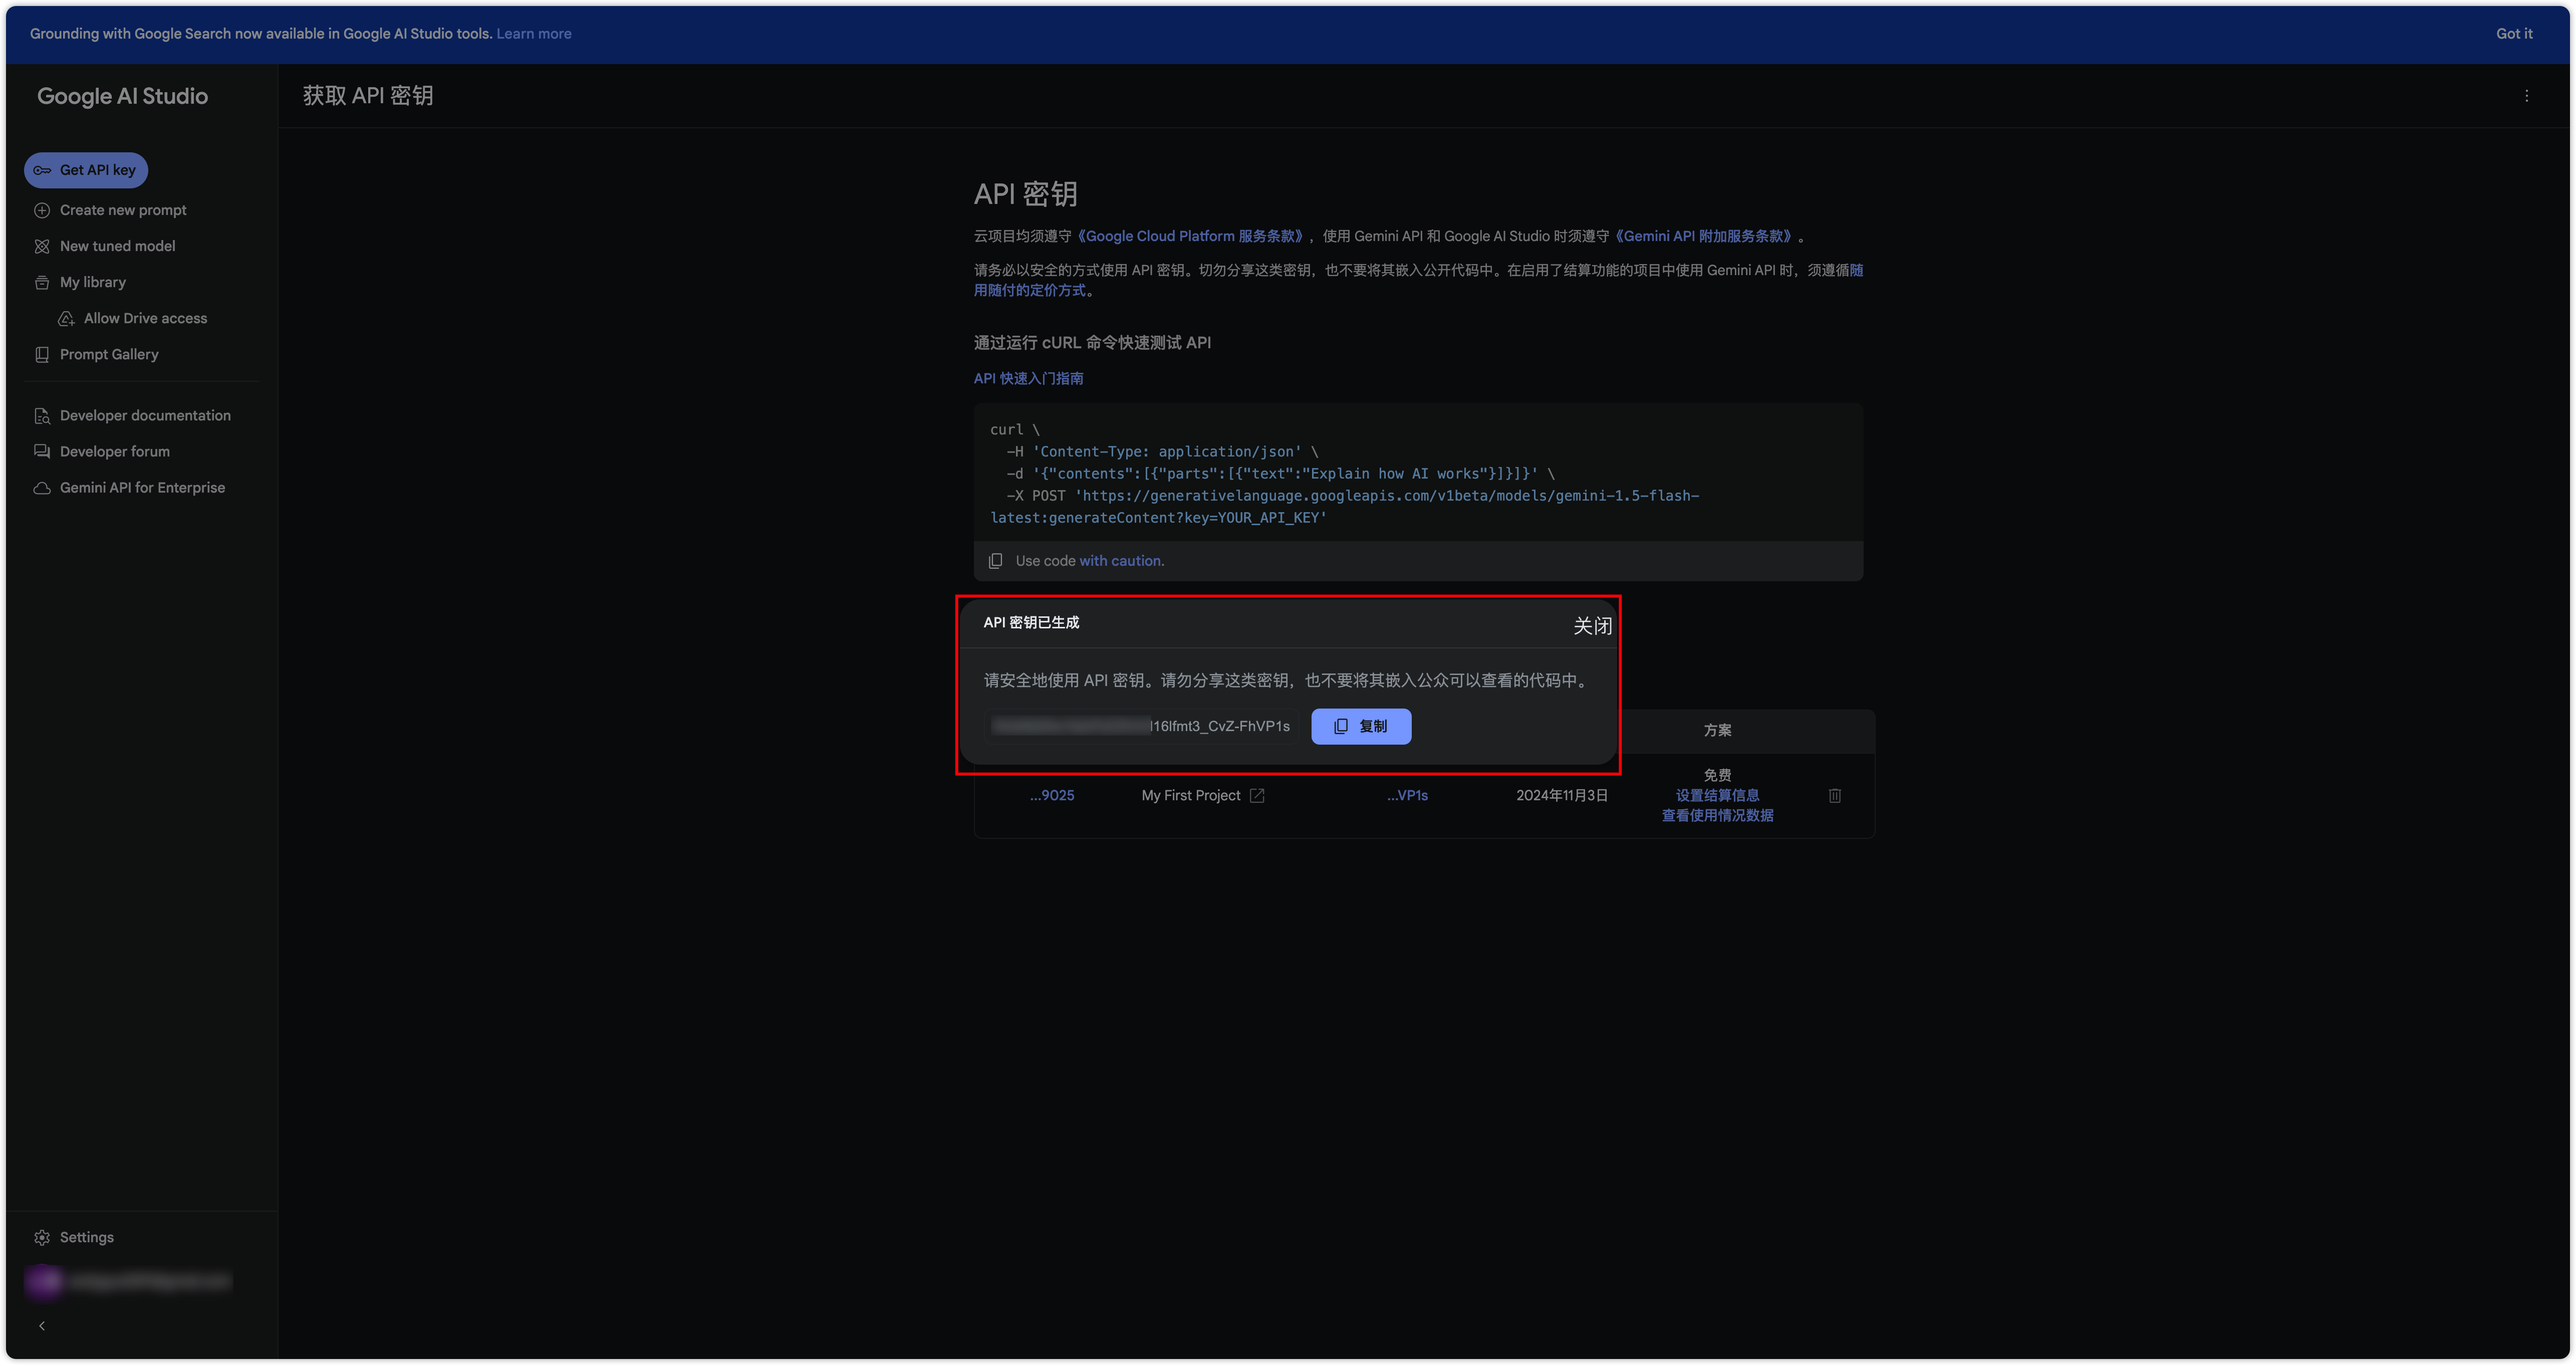 Grounding with Google Search now available in Google AI Studio tools. Learn more
Got it
Google AI Studio
获取 API 密钥
Get API key
Create new prompt
New tuned model
My library
Allow Drive access
Prompt Gallery
Developer documentation
Developer forum
Gemini API for Enterprise
API 密钥
云项目均须遵守《Google Cloud Platform 服务条款》，使用 Gemini API 和 Google AI Studio 时须遵守《Gemini API 附加服务条款》。
请务必以安全的方式使用 API 密钥。切勿分享这类密钥，也不要将其嵌入公开代码中。在启用了结算功能的项目中使用 Gemini API 时，须遵循随
用随付的定价方式。
通过运行 cURL 命令快速测试 API
API 快速入门指南
curl \
-H 'Content-Type: application/json' \
-d '{"contents":[{"parts":[{"text":"Explain how AI works"}]}]}' \
-X POST 'https://generativelanguage.googleapis.com/v1beta/models/gemini-1.5-flash-
latest:generateContent?key=YOUR_API_KEY'
Use code with caution.
API 密钥已生成
关闭
请安全地使用 API 密钥。请勿分享这类密钥，也不要将其嵌入公众可以查看的代码中。
16lfmt3_CvZ-FhVP1s
复制
方案
...9025
My First Project
...VP1s
2024年11月3日
免费
设置结算信息
查看使用情况数据
Settings